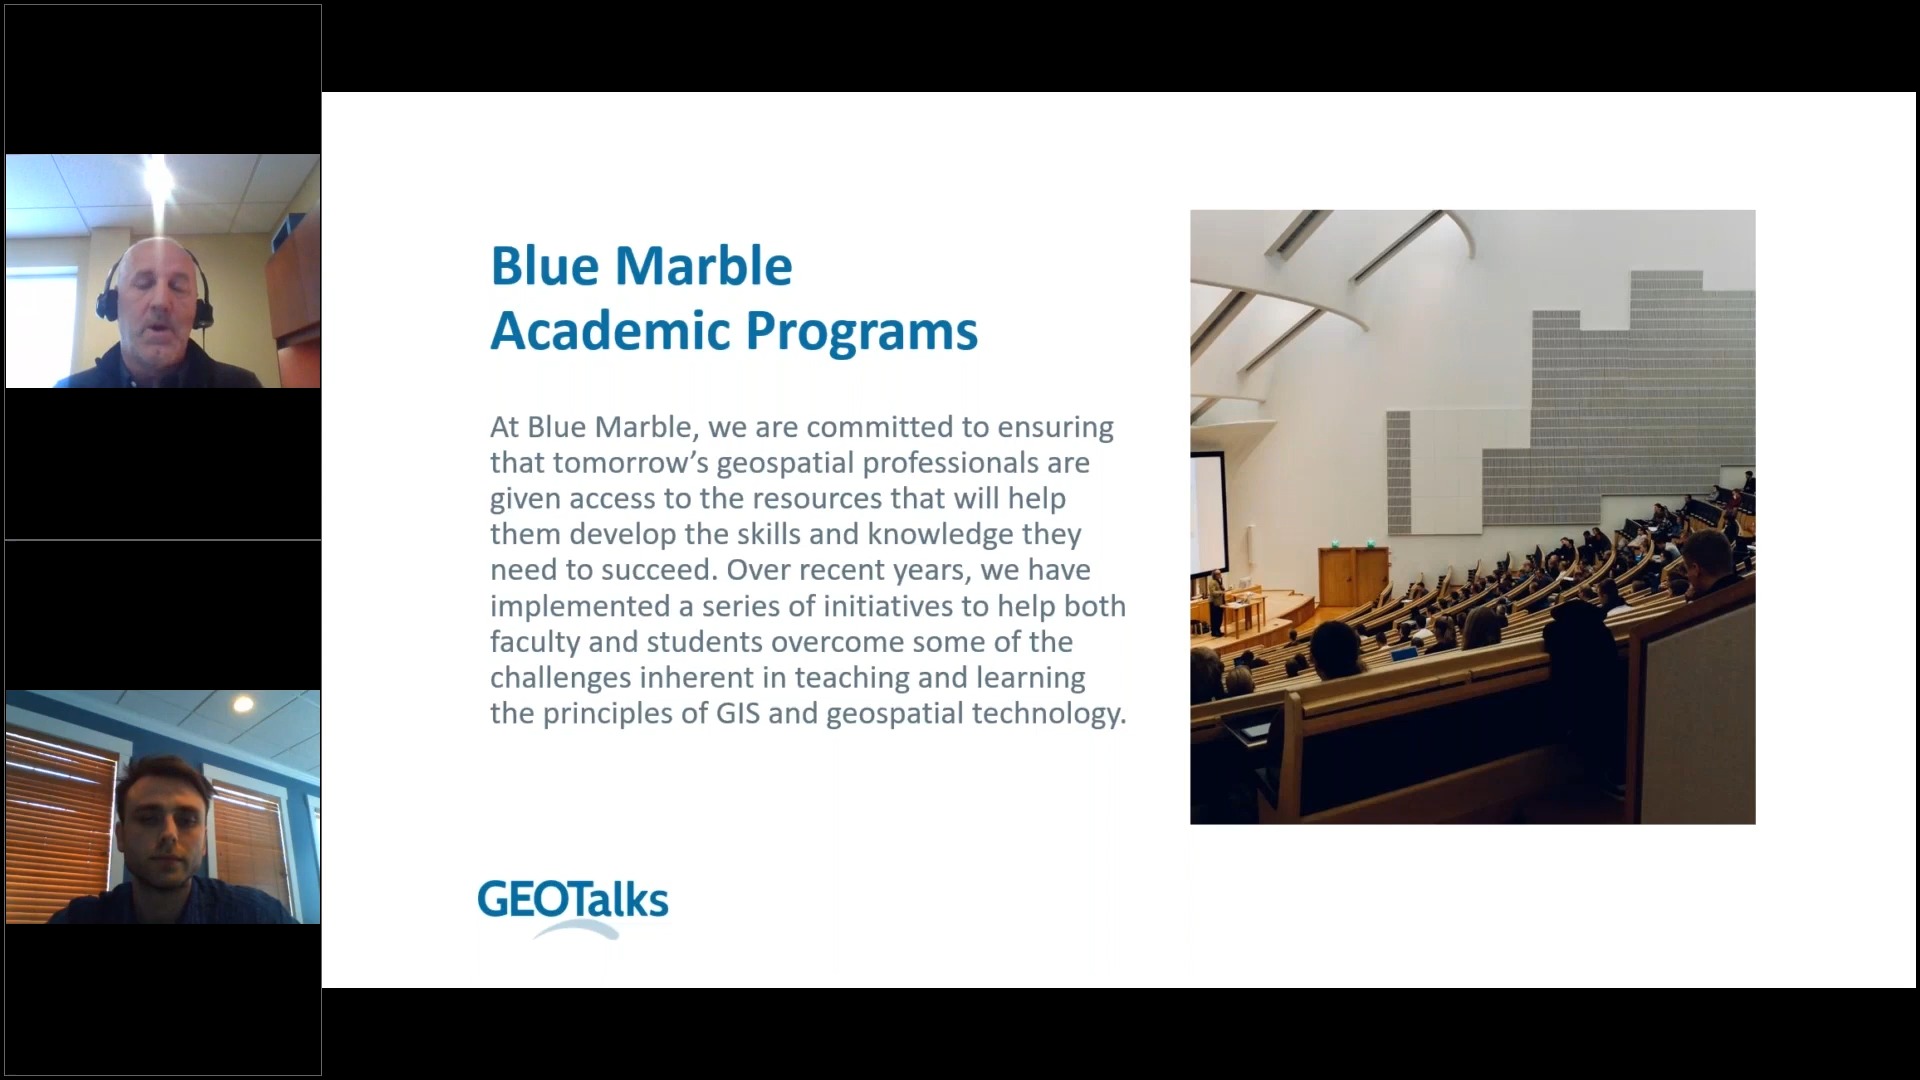 Blue Marble
Academic Programs
At Blue Marble, we are committed to ensuring
that tomorrow’s geospatial professionals are
given access to the resources that will help
them develop the skills and knowledge they
need to succeed. Over recent years, we have
implemented a series of initiatives to help both
faculty and students overcome some of the
challenges inherent in teaching and learning
the principles of GIS and geospatial technology.
GEOTalks